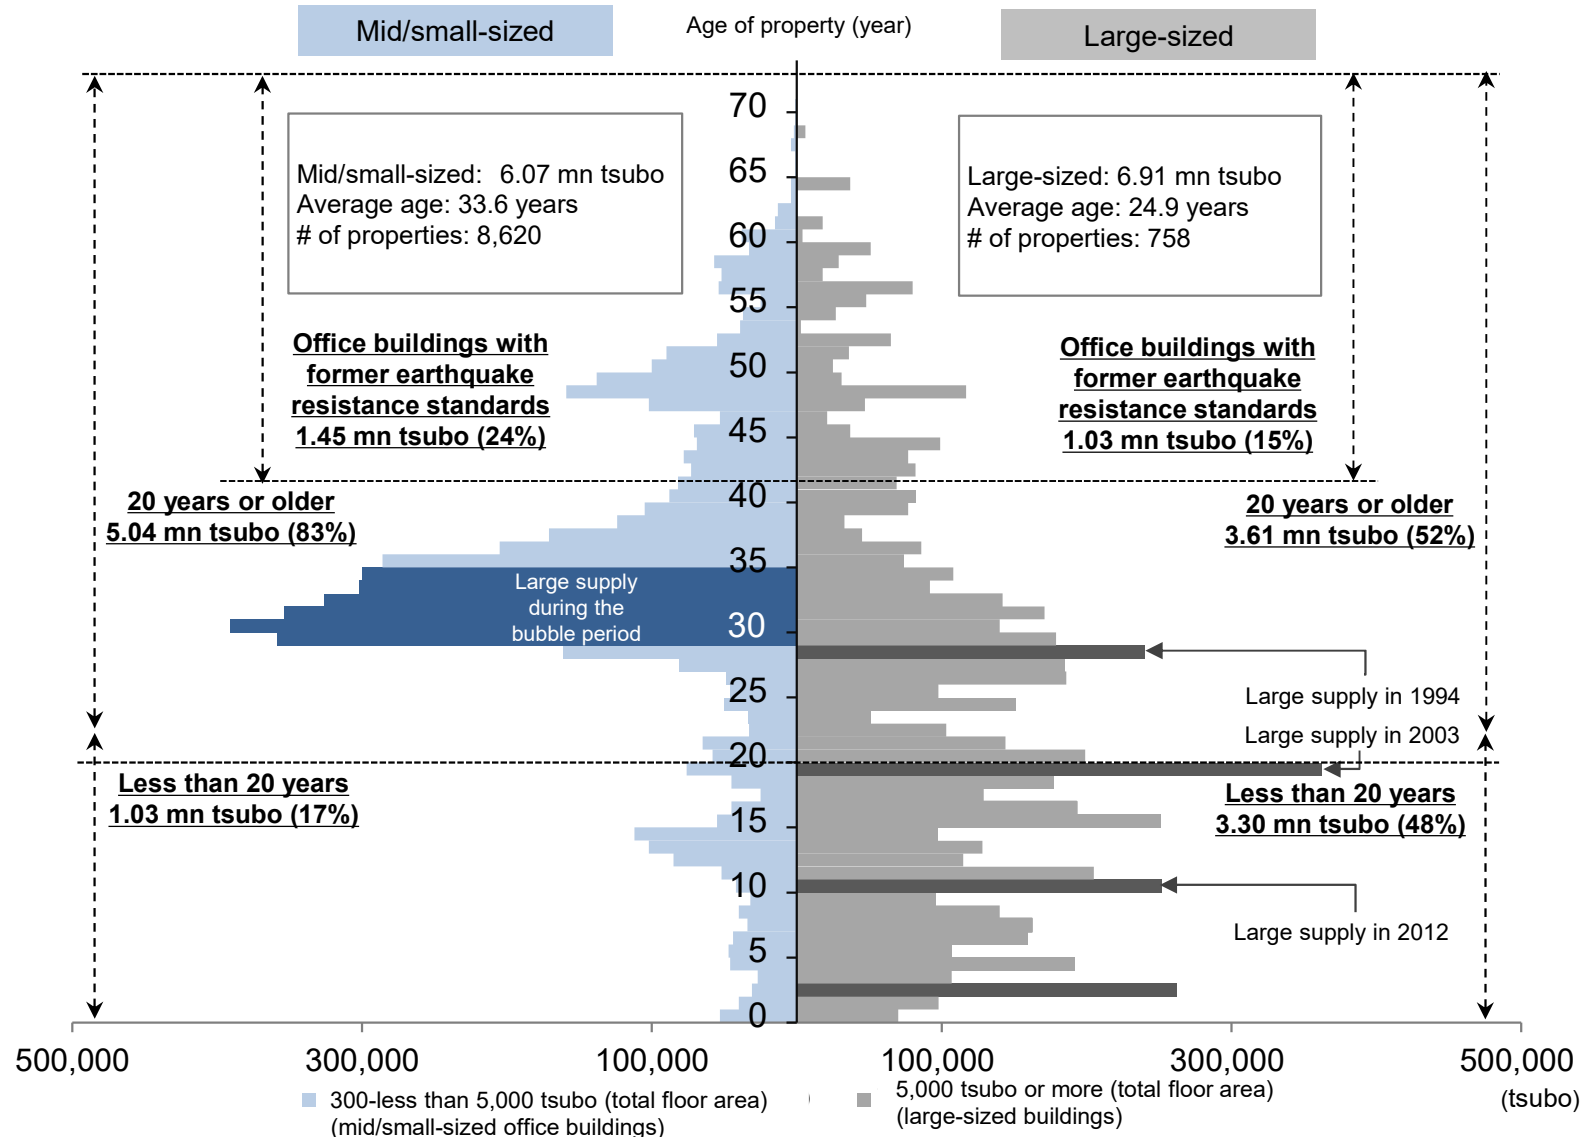 Mid/small-sized
Age of property (year)
Large-sized
70
65
60
55
50
45
40
35
30
25
20
15
10
5
0
Mid/small-sized: 6.07 mn tsubo
Average age: 33.6 years
# of properties: 8,620
Large-sized: 6.91 mn tsubo
Average age: 24.9 years
# of properties: 758
Office buildings with
former earthquake
resistance standards
1.45 mn tsubo (24%)
Office buildings with
former earthquake
resistance standards
1.03 mn tsubo (15%)
20 years or older
5.04 mn tsubo (83%)
20 years or older
3.61 mn tsubo (52%)
Large supply
during the
bubble period
Large supply in 1994
Large supply in 2003
Less than 20 years
1.03 mn tsubo (17%)
Less than 20 years
3.30 mn tsubo (48%)
Large supply in 2012
500,000
300,000
100,000
100,000
300,000
500,000
(tsubo)
300-less than 5,000 tsubo (total floor area)
(mid/small-sized office buildings)
5,000 tsubo or more (total floor area)
(large-sized buildings)